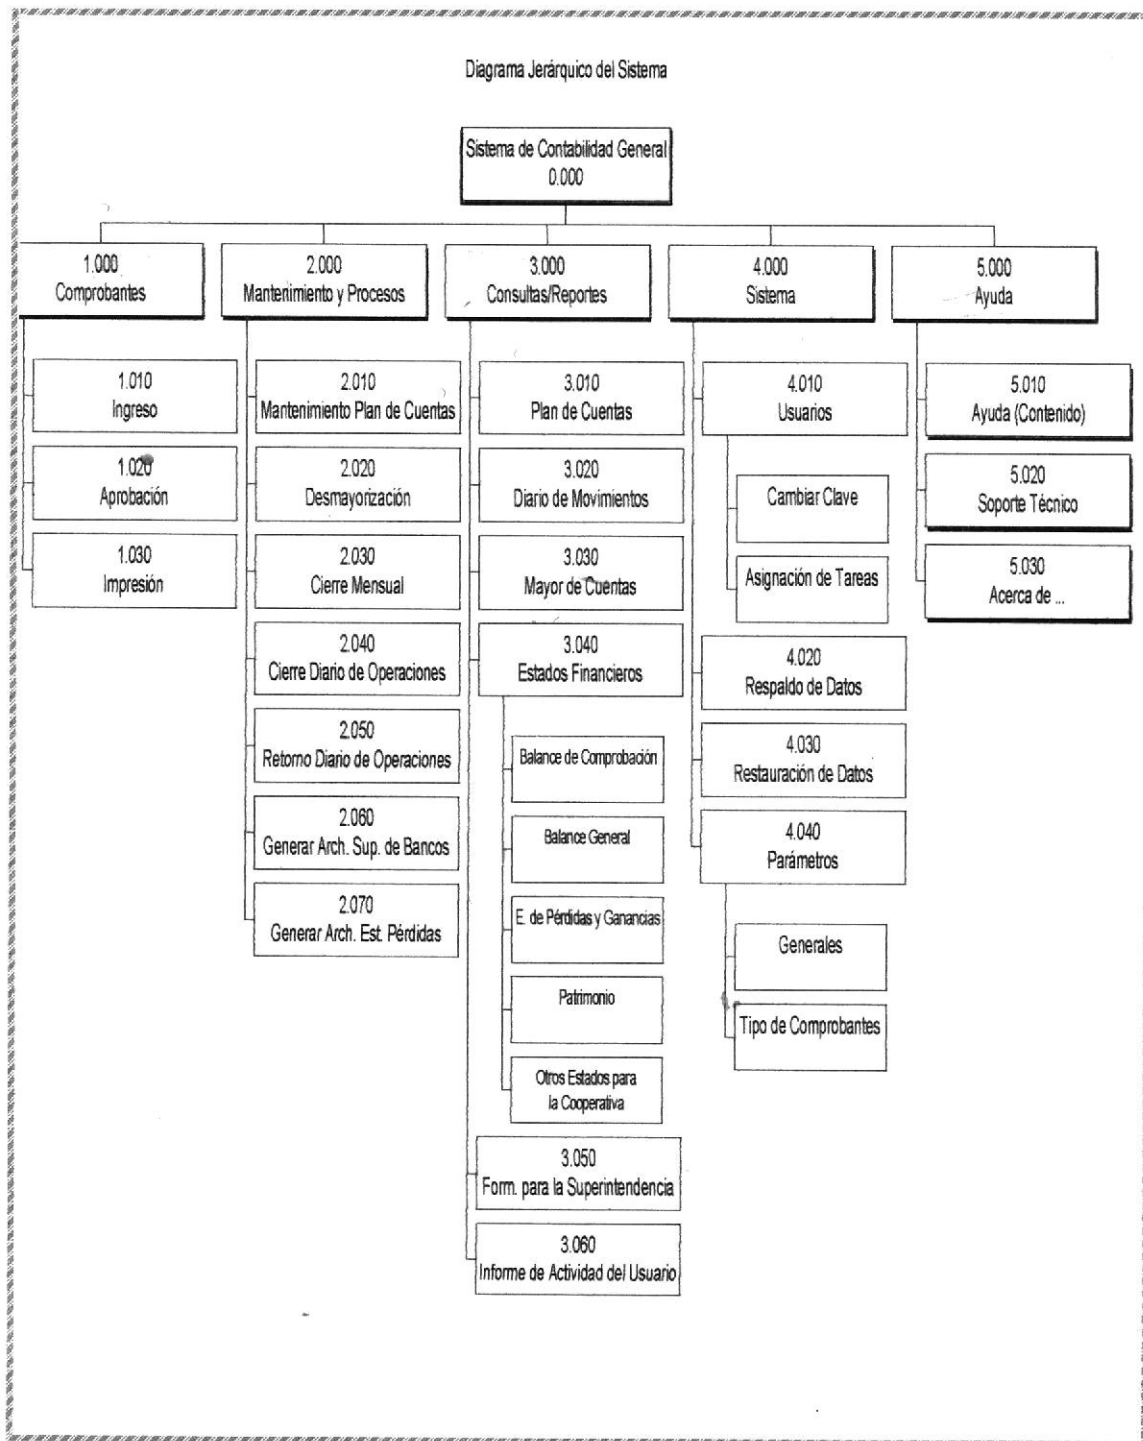 Diagrama Jerárquico del Sistema
Sistema de Contabilidad General
0.000
1.000
Comprobantes
2.000
Mantenimiento y Procesos
3.000
Consultas/Reportes
4.000
Sistema
5.000
Ayuda
1.010
Ingreso
1.020
Aprobación
1.030
Impresión
2.010
Mantenimiento Plan de Cuentas
2.020
Desmayorización
2.030
Cierre Mensual
2.040
Cierre Diario de Operaciones
2.050
Retorno Diario de Operaciones
2.060
Generar Arch. Sup. de Bancos
2.070
Generar Arch. Est. Pérdidas
3.010
Plan de Cuentas
3.020
Diario de Movimientos
3.030
Mayor de Cuentas
3.040
Estados Financieros
Balance de Comprobación
Balance General
E. de Pérdidas y Ganancias
Patrimonio
Otros Estados para
la Cooperativa
3.050
Form. para la Superintendencia
3.060
Informe de Actividad del Usuario
4.010
Usuarios
Cambiar Clave
Asignación de Tareas
4.020
Respaldo de Datos
4.030
Restauración de Datos
4.040
Parámetros
Generales
Tipo de Comprobantes
5.010
Ayuda (Contenido)
5.020
Soporte Técnico
5.030
Acerca de ...